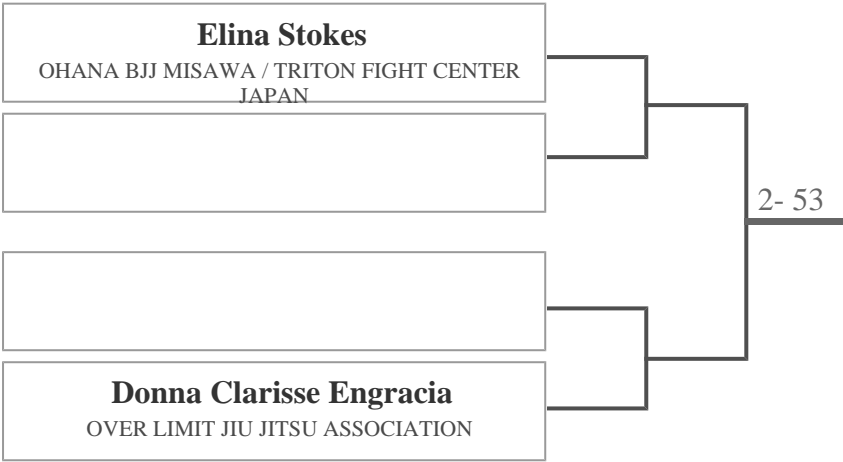 Elina Stokes
OHANA BJJ MISAWA / TRITON FIGHT CENTER
JAPAN
2- 53
Donna Clarisse Engracia
OVER LIMIT JIU JITSU ASSOCIATION